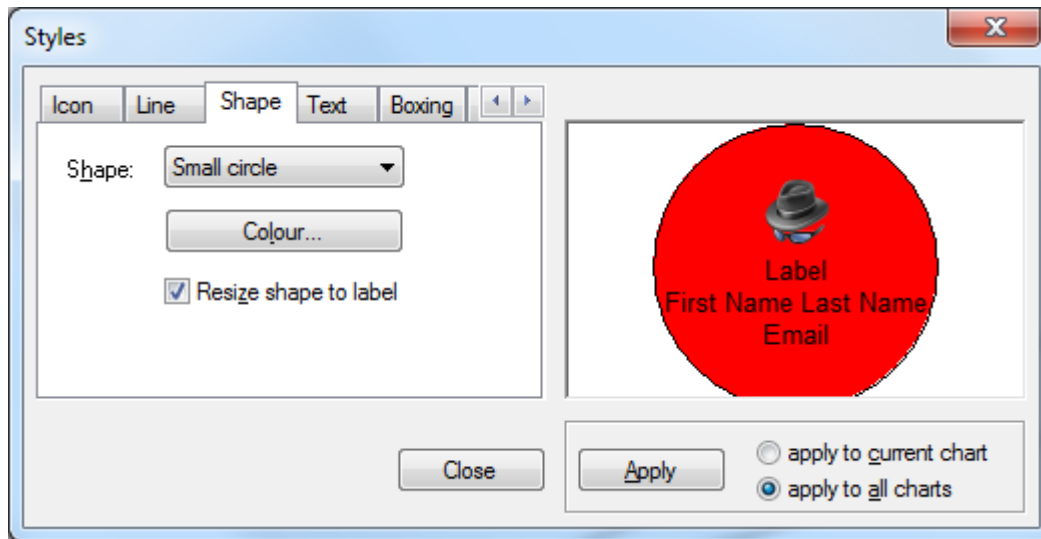 Styles
Icon Line Shape Text Boxing
Shape: Small circle
Colour...
Resize shape to label
Label
First Name Last Name
Email
Close
Apply
apply to current chart
apply to all charts